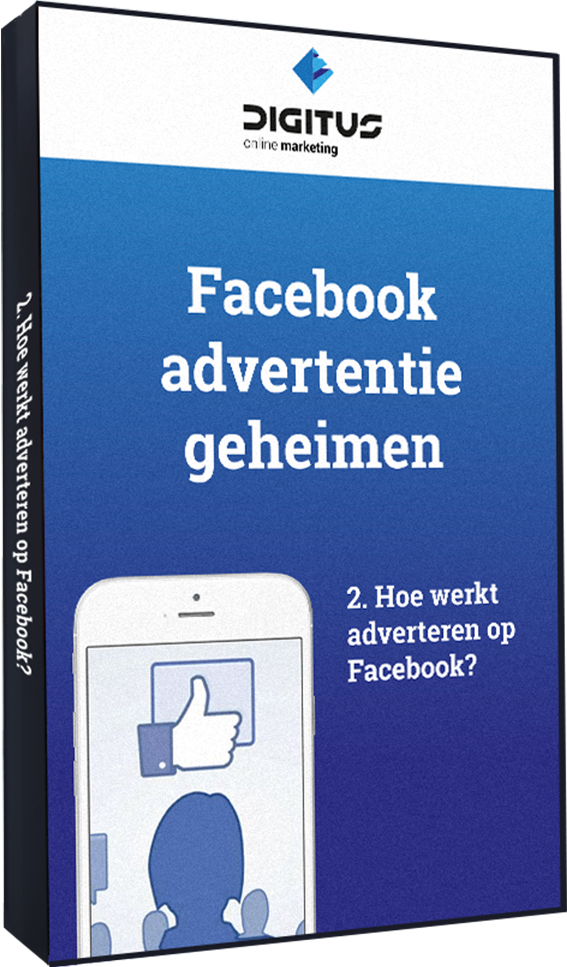 DIGITUS
online marketing
Facebook
advertentie
geheimen
2. Hoe werkt
adverteren op
Facebook?
2. Hoe werkt adverteren op Facebook?